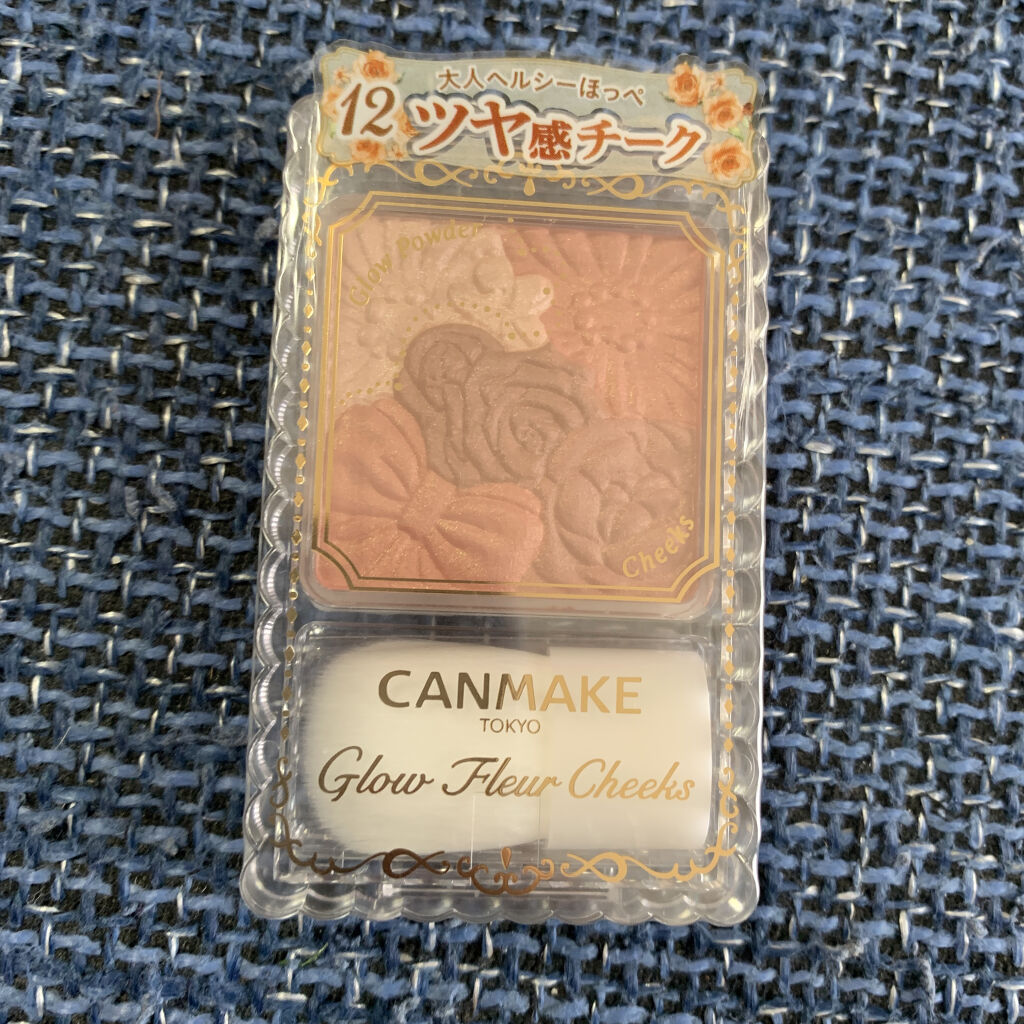 大人ヘルシーほっぺ
12 ツヤ感チーク
Glow Powder
Cheeks
CANMAKE
TOKYO
Glow Fleur Cheeks